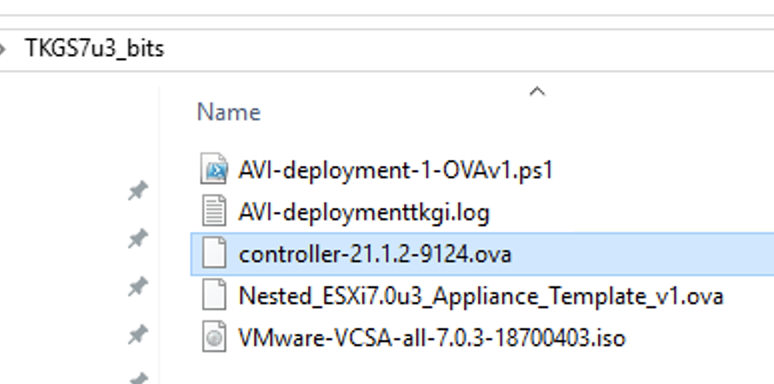 TKGS7u3_bits
Name
AVI-deployment-1-OVAv1.ps1
AVI-deploymenttkgi.log
controller-21.1.2-9124.ova
Nested_ESXi7.0u3_Appliance_Template_v1.ova
VMware-VCSA-all-7.0.3-18700403.iso